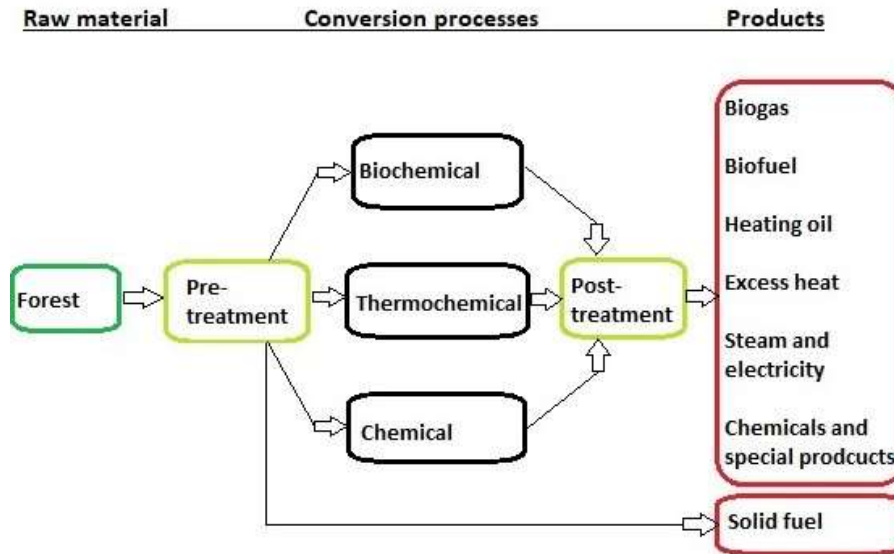 Raw material Conversion processes Products
Biogas
Biochemical
Biofuel
Heating oil
Forest
Pre-
treatment
Thermochemical
Post-
treatment
Excess heat
Steam and
electricity
Chemical
Chemicals and
special prodcucts
Solid fuel